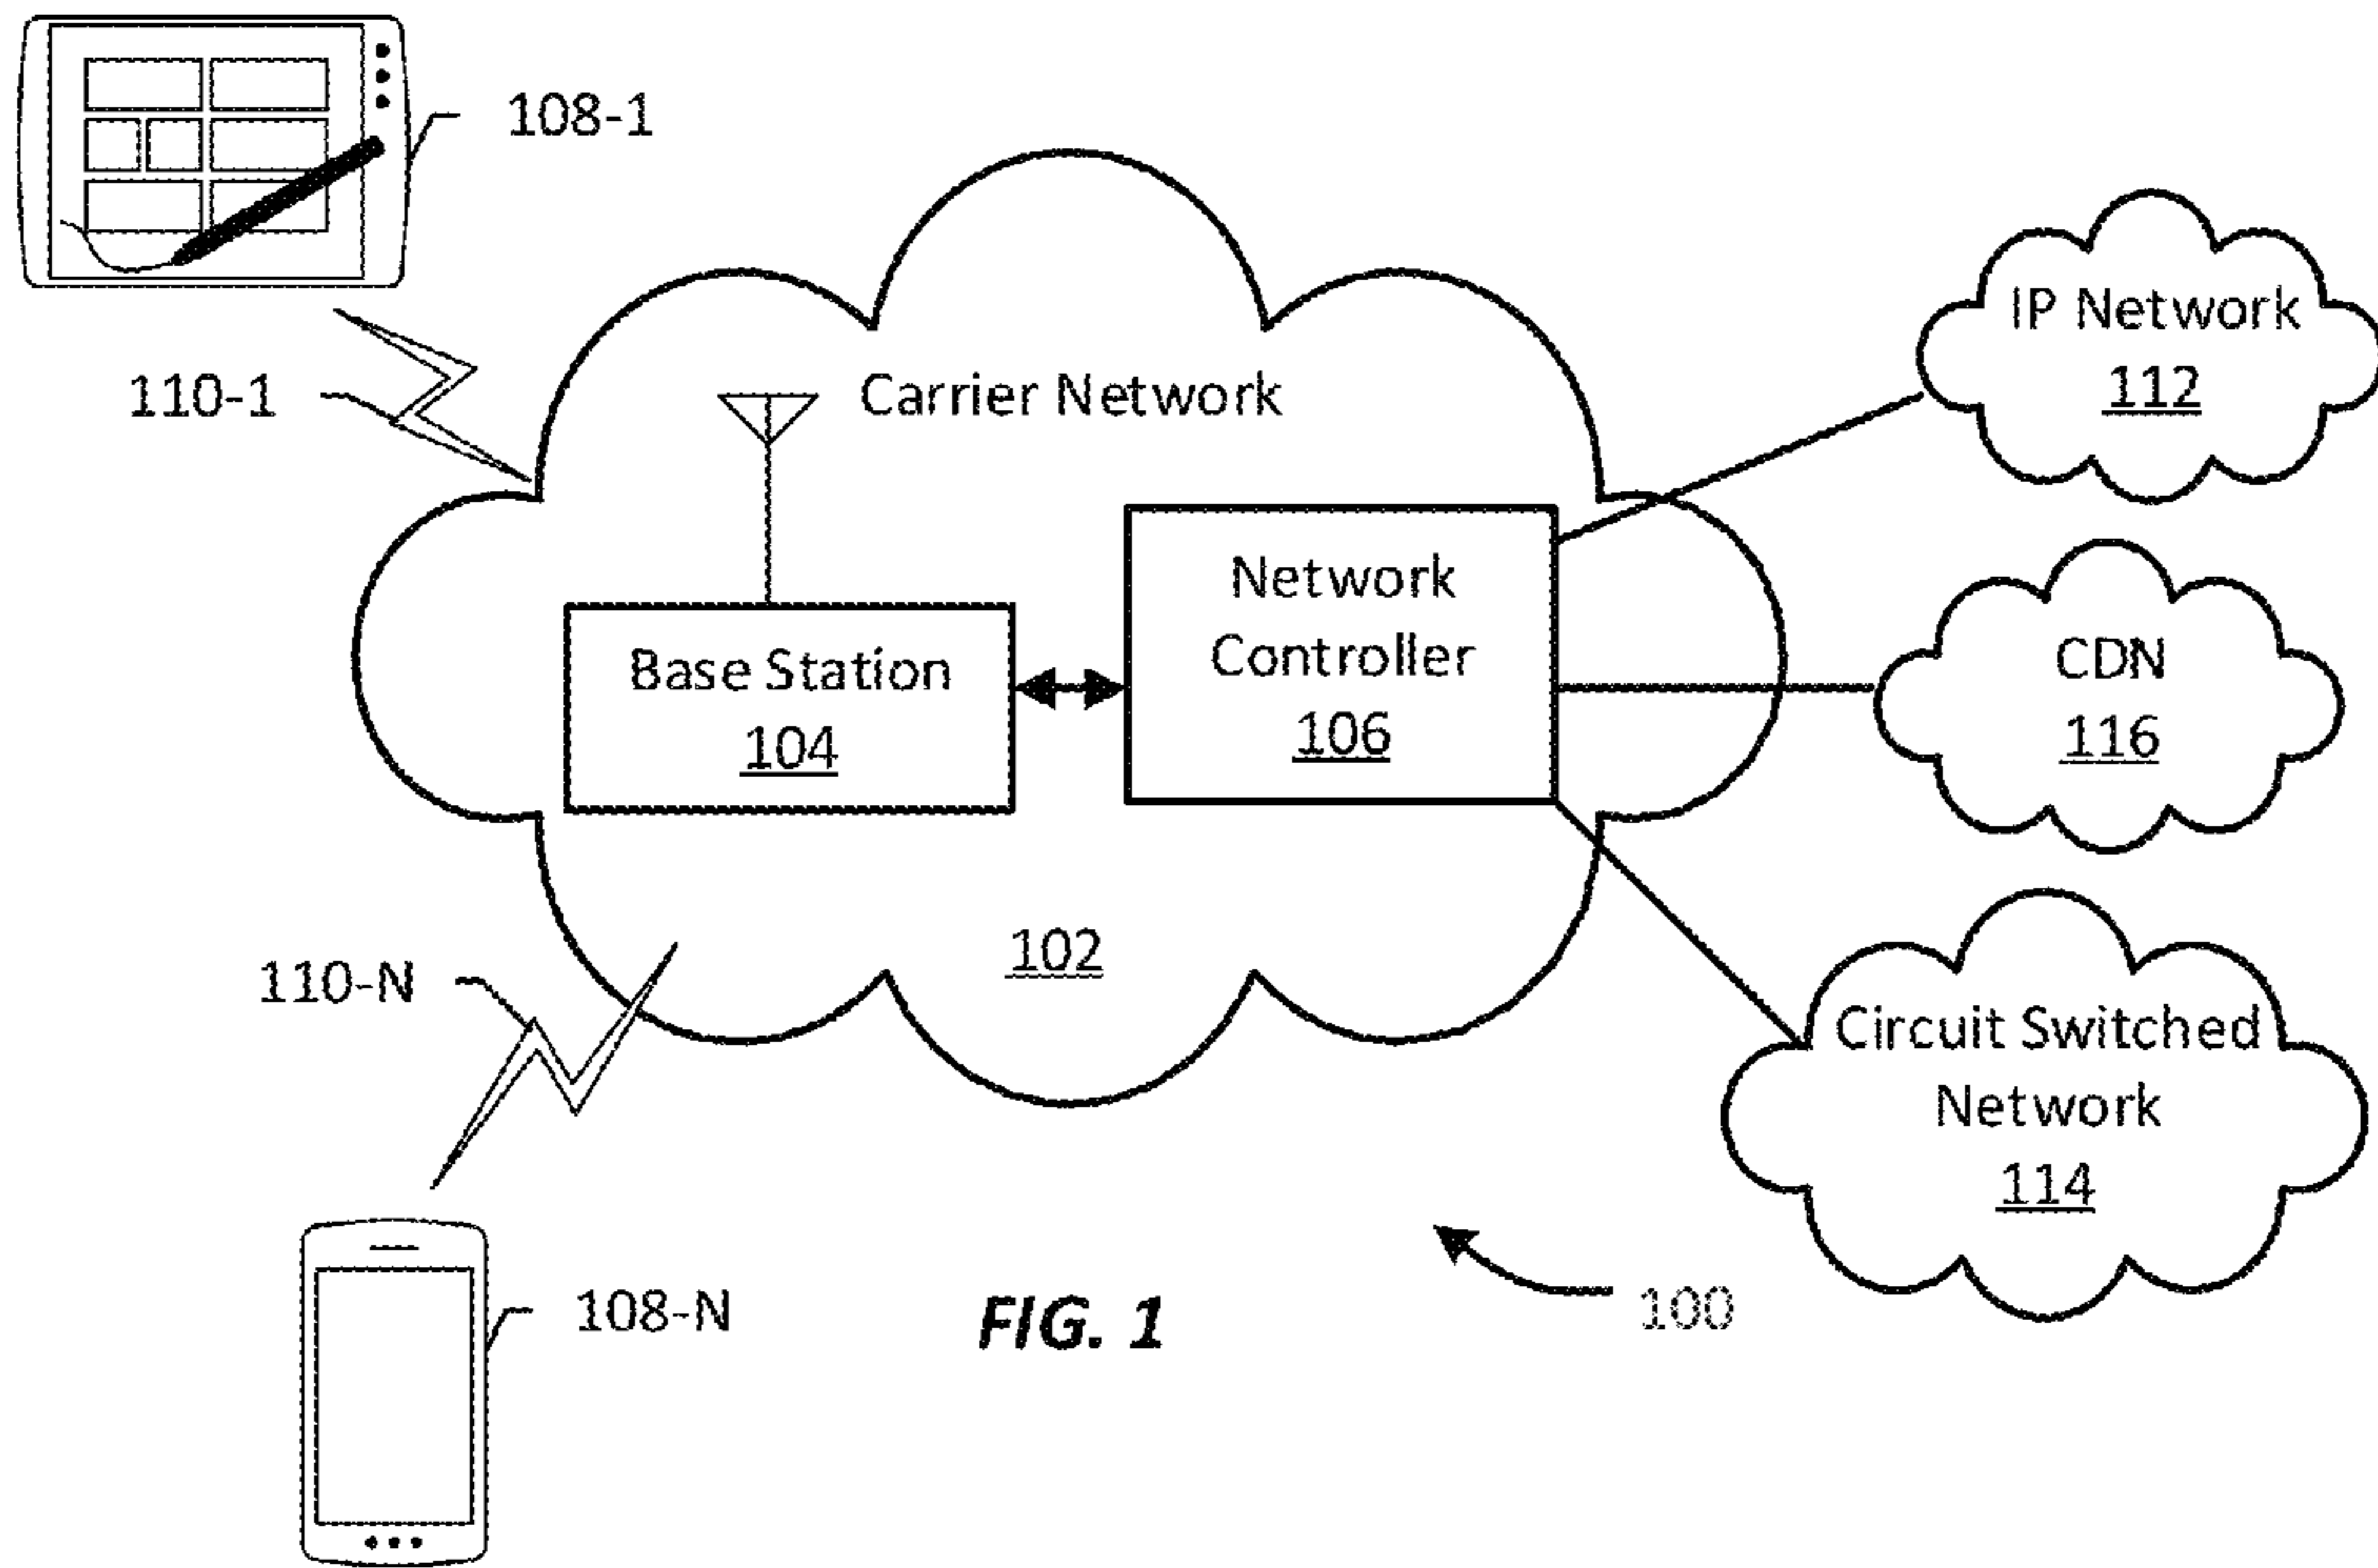 108-1
IP Network
112
110-1
Carrier Network
Network
Controller
106
Base Station
104
CDN
116
102
110-N
Circuit Switched
Network
114
108-N
FIG. 1
100